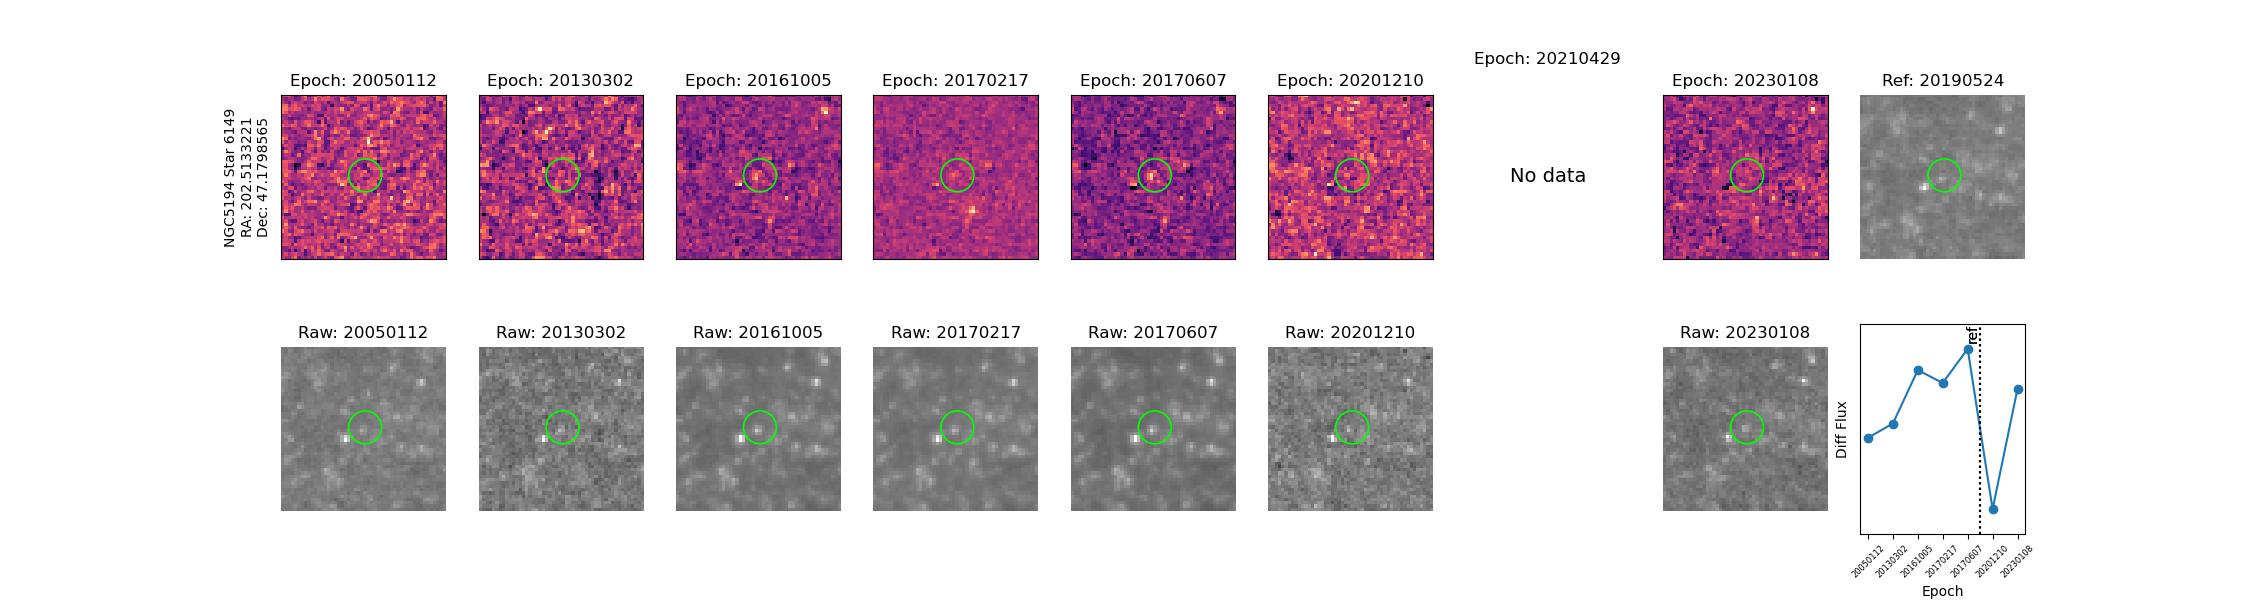 Epoch: 20210429
Epoch: 20050112
Epoch: 20130302
Epoch: 20161005
Epoch: 20170217
Epoch: 20170607
Epoch: 20201210
Epoch: 20230108
Ref: 20190524
NGC5194 Star 6149
RA: 202.5133221
Dec: 47.1798565
No data
Raw: 20050112
Raw: 20130302
Raw: 20161005
Raw: 20170217
Raw: 20170607
Raw: 20201210
Raw: 20230108
ref
Diff Flux
20050112
20130302
20161005
20170217
20170607
20201210
20230108
Epoch